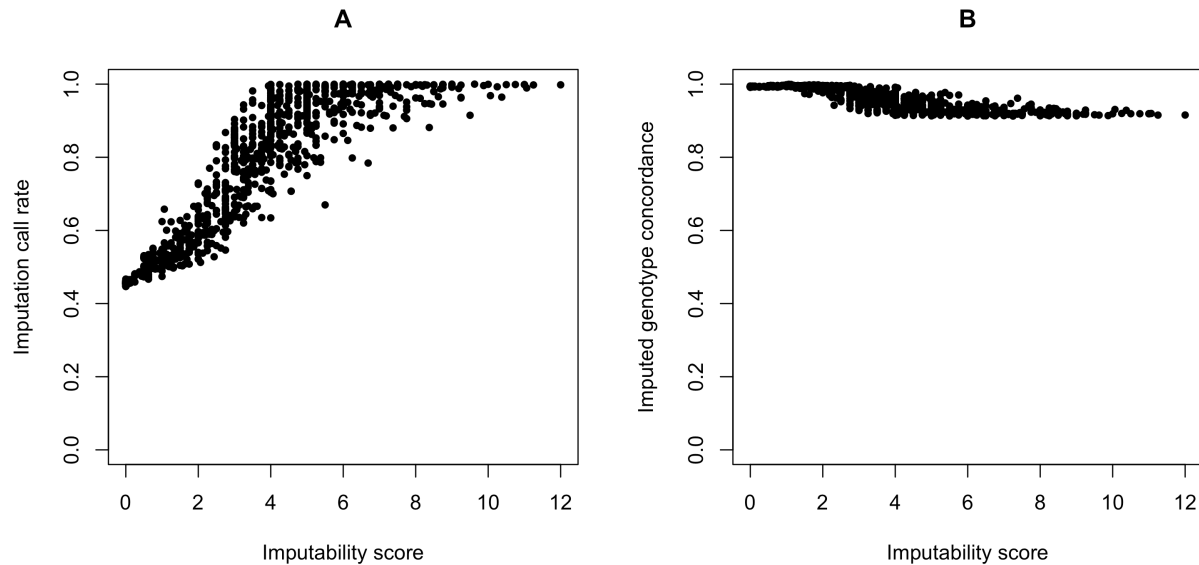 A
Imputation call rate
1.0
0.8
0.6
0.4
0.2
0.0
0 2 4 6 8 10 12
Imputability score
B
Imputed genotype concordance
1.0
0.8
0.6
0.4
0.2
0.0
0 2 4 6 8 10 12
Imputability score